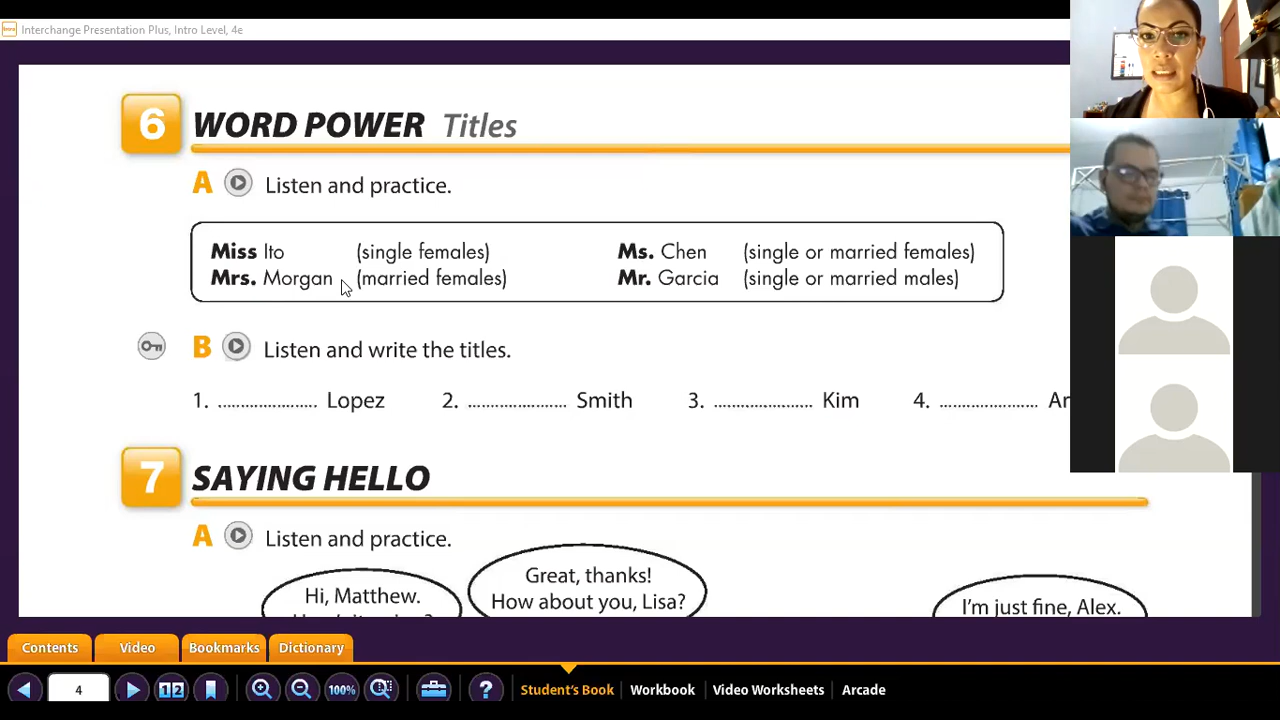 Interchange Presentation Plus, Intro Level, 4e
6 WORD POWER Titles
A Listen and practice.
Miss Ito (single females) Ms. Chen (single or married females)
Mrs. Morgan (married females) Mr. Garcia (single or married males)
B Listen and write the titles.
1. .................... Lopez 2. .................... Smith 3. .................... Kim 4. ....................
7 SAYING HELLO
A Listen and practice.
Hi, Matthew.
Great, thanks!
How about you, Lisa?
I'm just fine, Alex.
Contents Video Bookmarks Dictionary
4 12 100% ? Student's Book Workbook Video Worksheets Arcade